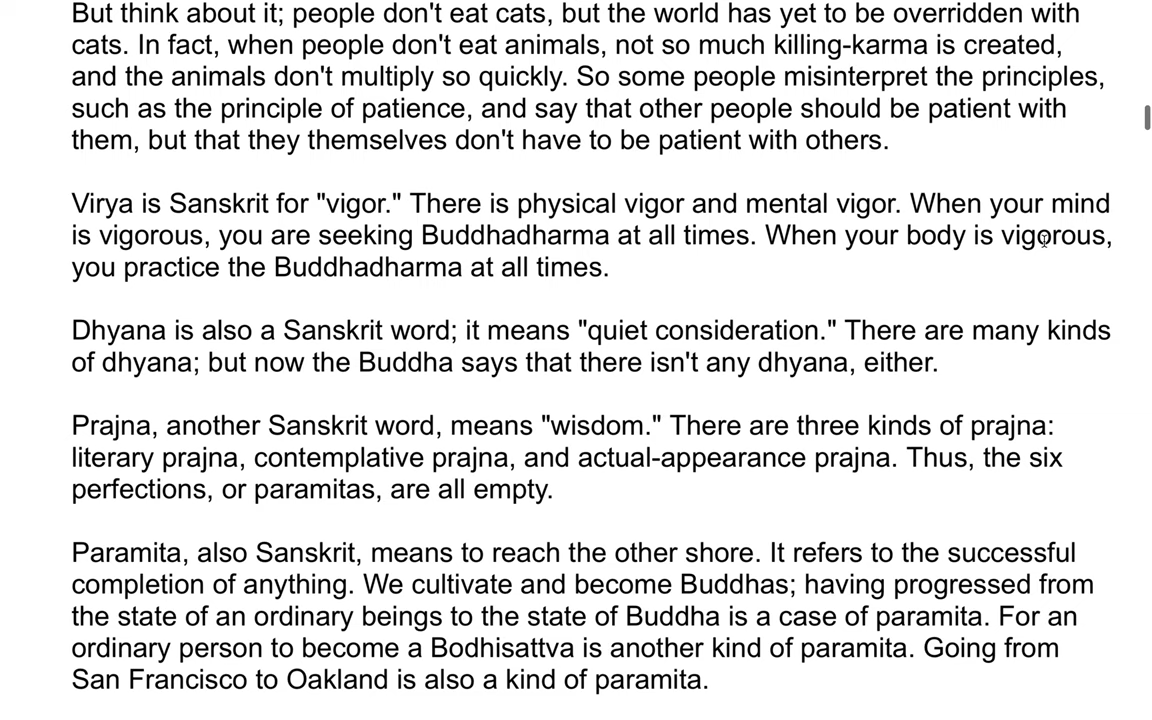 But think about it; people don't eat cats, but the world has yet to be overridden with
cats. In fact, when people don't eat animals, not so much killing-karma is created,
and the animals don't multiply so quickly. So some people misinterpret the principles,
such as the principle of patience, and say that other people should be patient with
them, but that they themselves don't have to be patient with others.
Virya is Sanskrit for "vigor." There is physical vigor and mental vigor. When your mind
is vigorous, you are seeking Buddhadharma at all times. When your body is vigorous,
you practice the Buddhadharma at all times.
Dhyana is also a Sanskrit word; it means "quiet consideration." There are many kinds
of dhyana; but now the Buddha says that there isn't any dhyana, either.
Prajna, another Sanskrit word, means "wisdom." There are three kinds of prajna:
literary prajna, contemplative prajna, and actual-appearance prajna. Thus, the six
perfections, or paramitas, are all empty.
Paramita, also Sanskrit, means to reach the other shore. It refers to the successful
completion of anything. We cultivate and become Buddhas; having progressed from
the state of an ordinary beings to the state of Buddha is a case of paramita. For an
ordinary person to become a Bodhisattva is another kind of paramita. Going from
San Francisco to Oakland is also a kind of paramita.